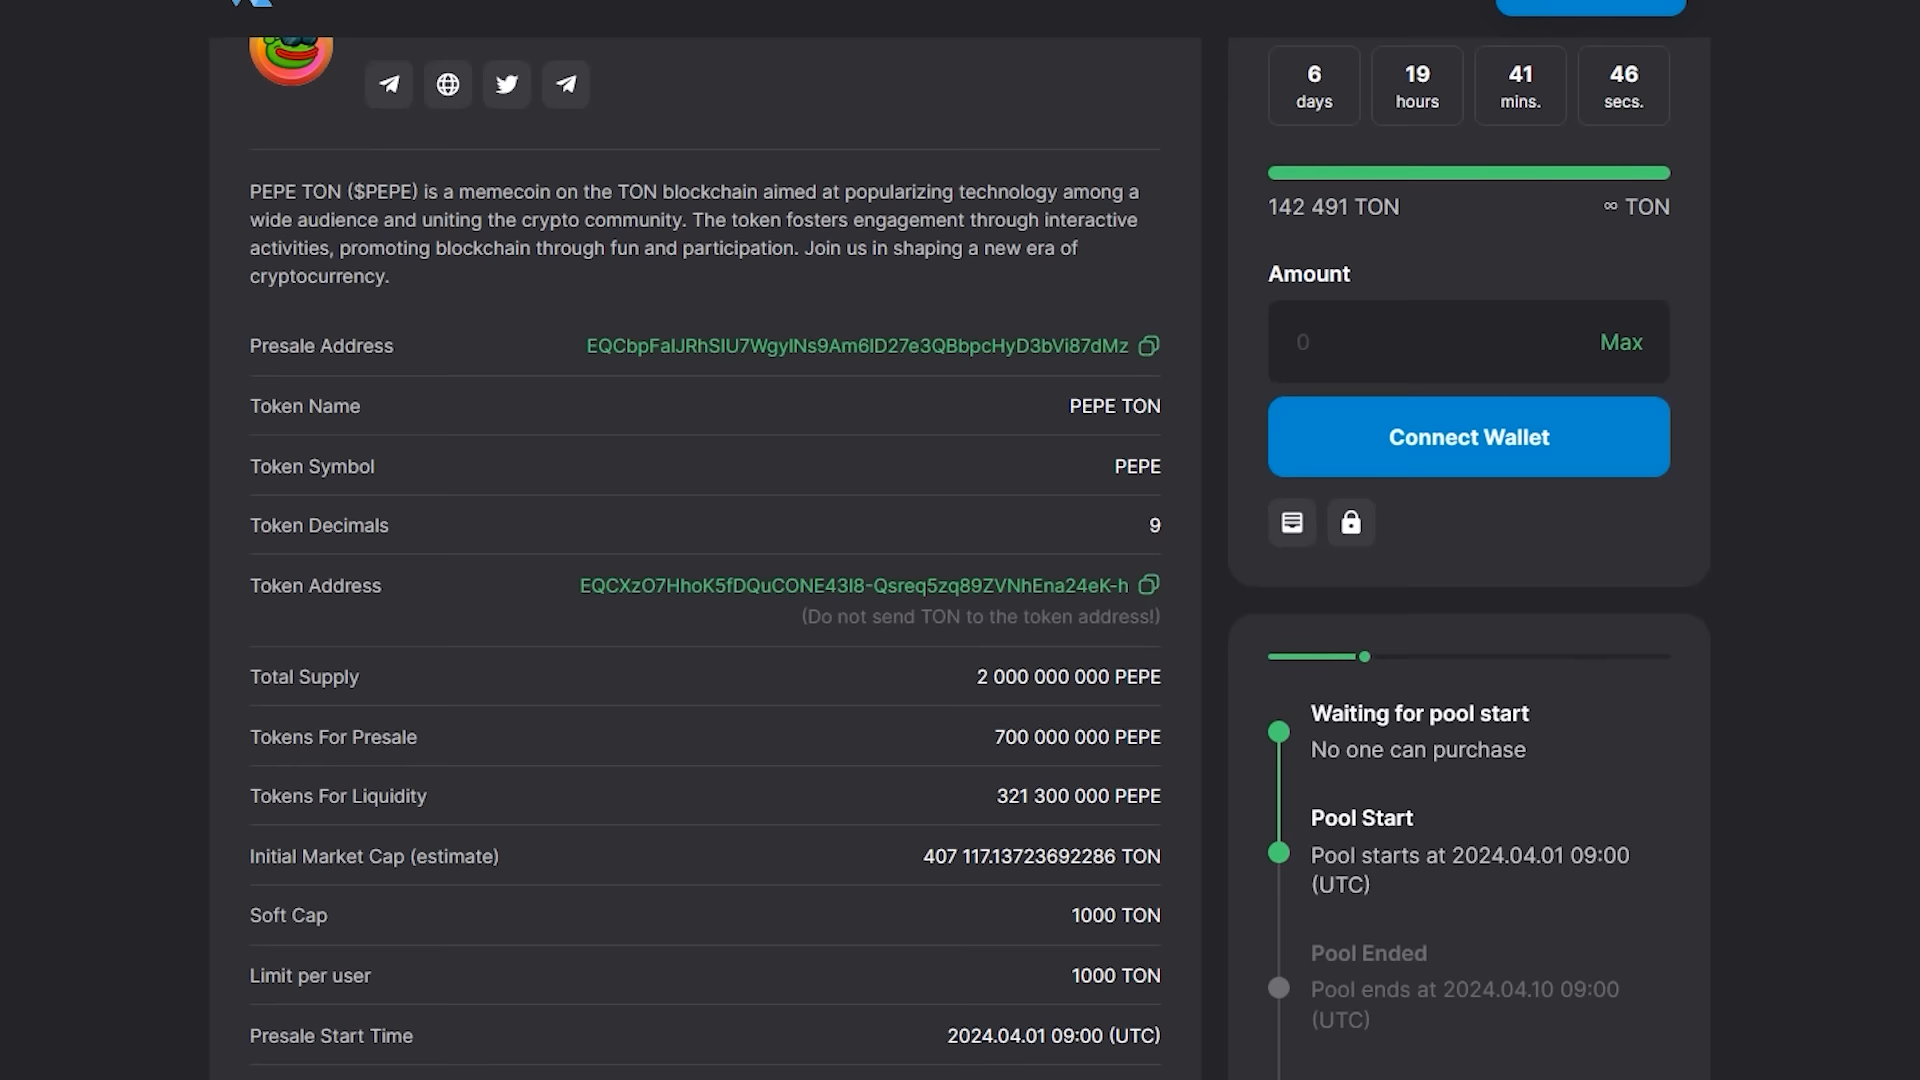 PEPE TON ($PEPE) is a memecoin on the TON blockchain aimed at popularizing technology among a
wide audience and uniting the crypto community. The token fosters engagement through interactive
activities, promoting blockchain through fun and participation. Join us in shaping a new era of
cryptocurrency.
Presale Address EQCbpFaIJRhSIU7WgyINs9Am6ID27e3QBbpcHyD3bVi87dMz
Token Name PEPE TON
Token Symbol PEPE
Token Decimals 9
Token Address EQCXzO7HhoK5fDQuCONE43I8-Qsreq5zq89ZVNhEna24eK-h
(Do not send TON to the token address!)
Total Supply 2 000 000 000 PEPE
Tokens For Presale 700 000 000 PEPE
Tokens For Liquidity 321 300 000 PEPE
Initial Market Cap (estimate) 407 117.13723692286 TON
Soft Cap 1000 TON
Limit per user 1000 TON
Presale Start Time 2024.04.01 09:00 (UTC)
6 19 41 46
days hours mins. secs.
142 491 TON ∞ TON
Amount
0 Max
Connect Wallet
Waiting for pool start
No one can purchase
Pool Start
Pool starts at 2024.04.01 09:00
(UTC)
Pool Ended
Pool ends at 2024.04.10 09:00
(UTC)